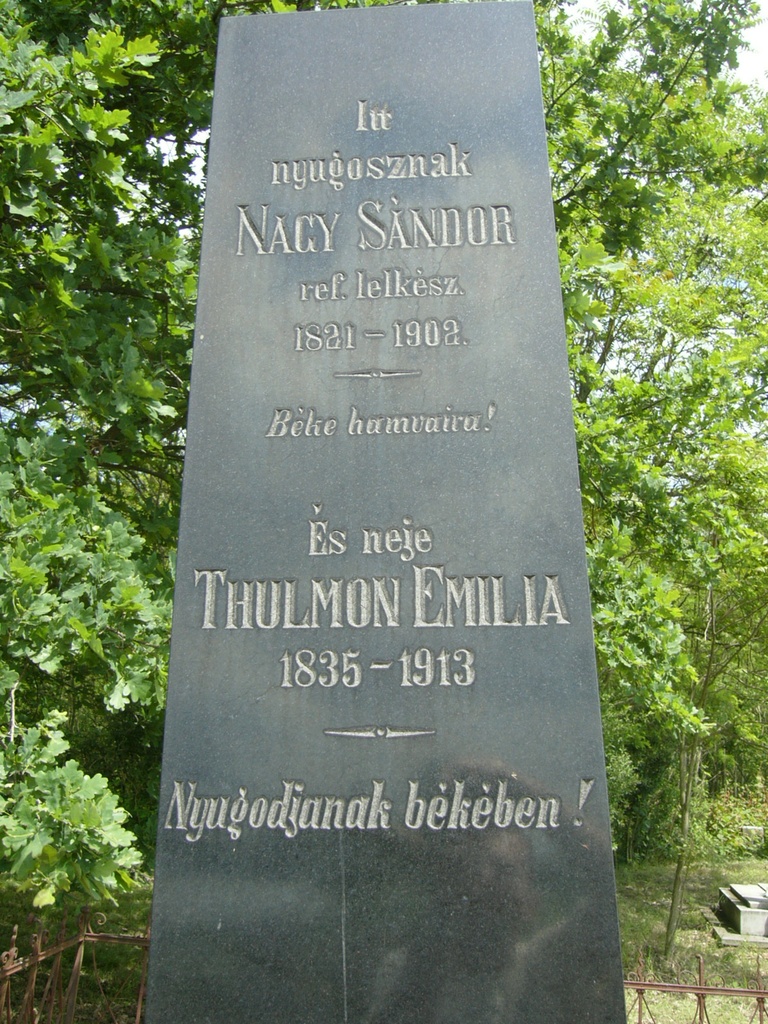 Itt
nyugosznak
NAGY SÁNDOR
ref. lelkész.
1821 – 1902.
Béke hamvaira!
És neje
THULMON EMILIA
1835 – 1913
Nyugodjanak békében!